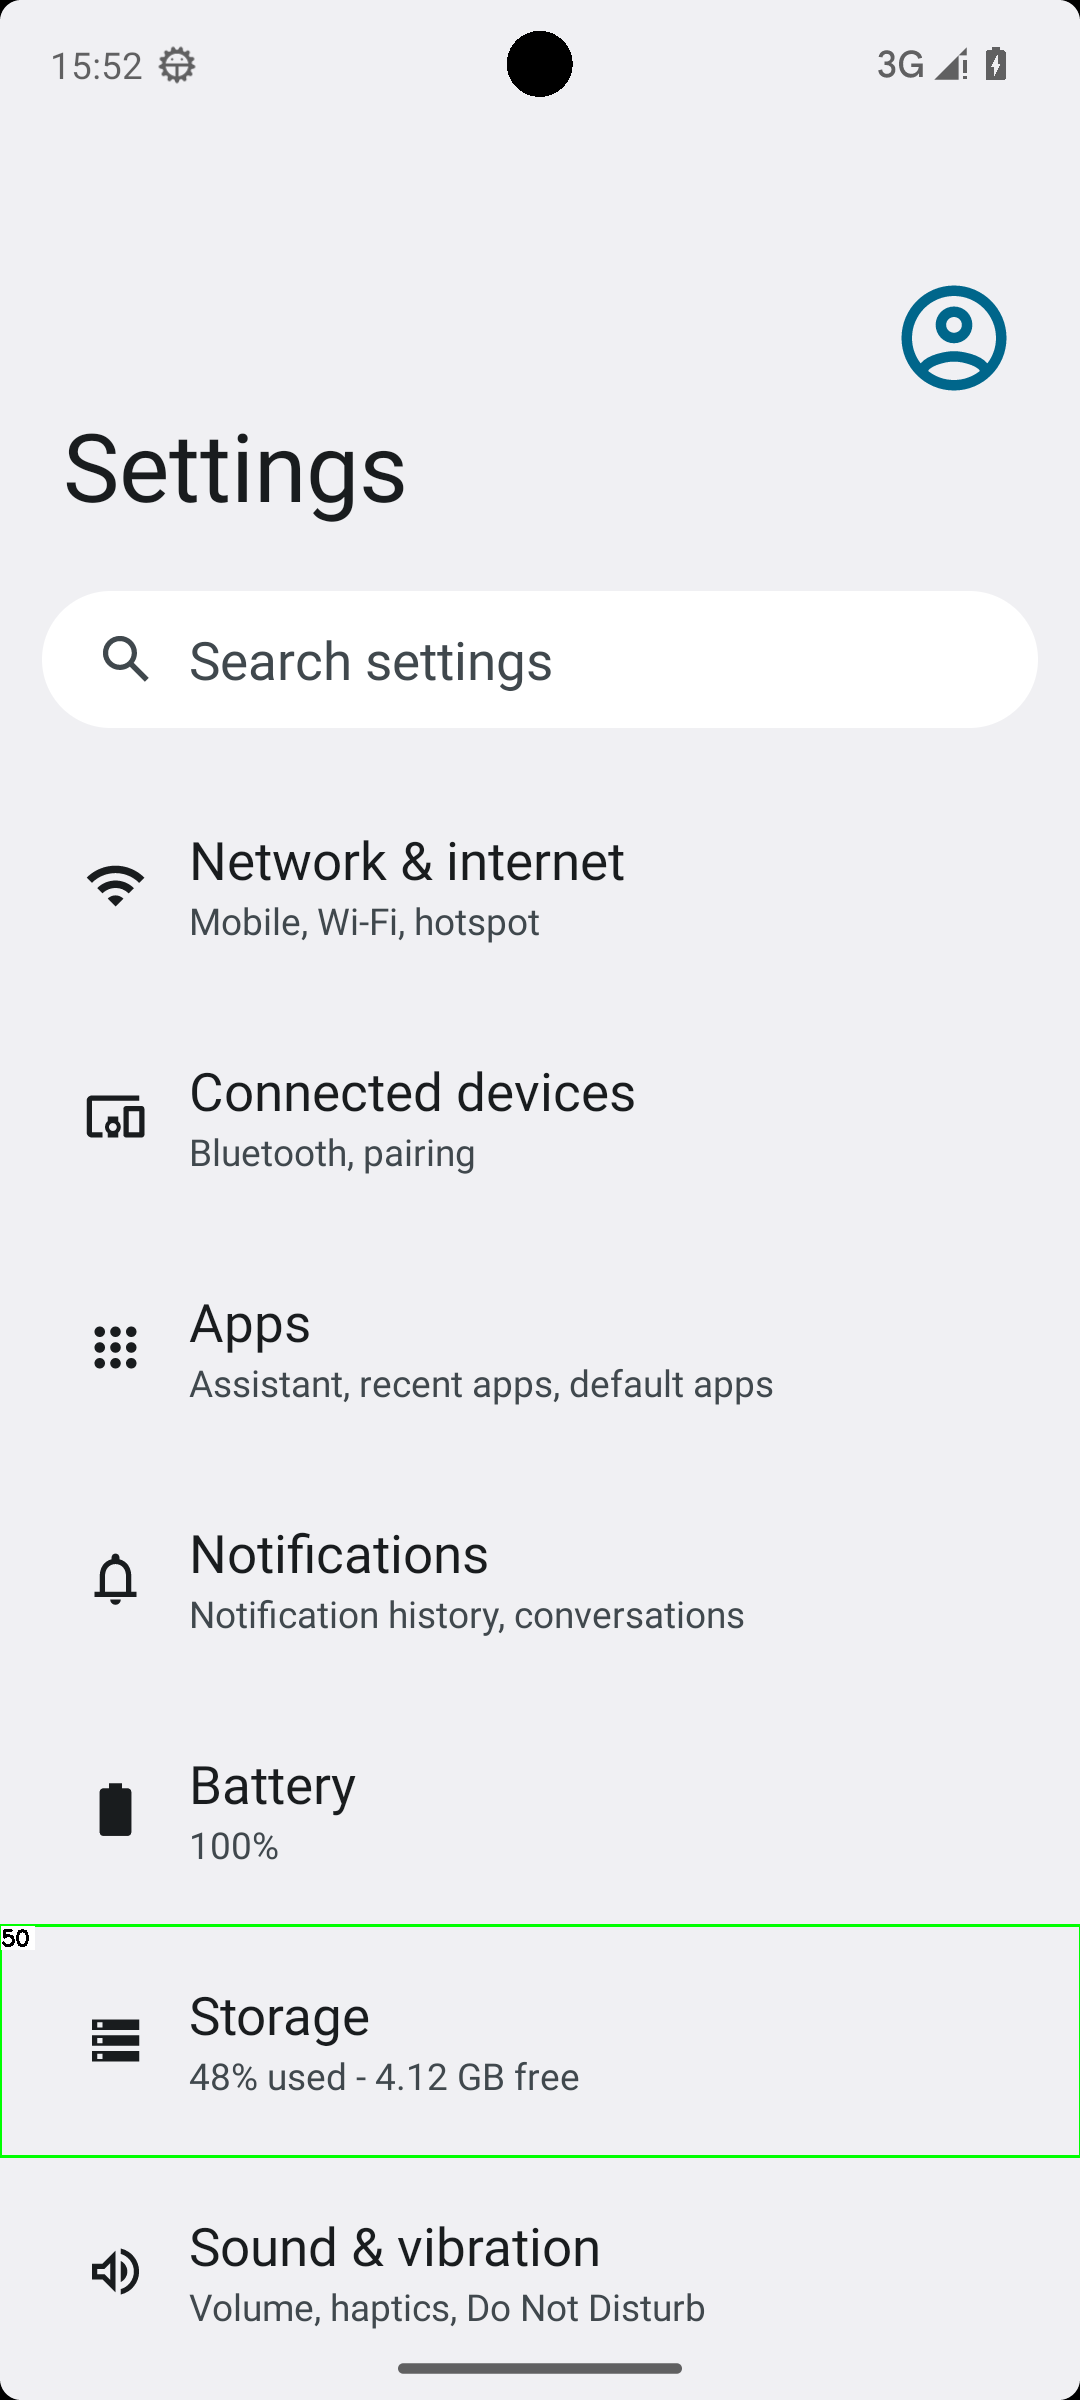 15:52
3G
Settings
Search settings
Network & internet
Mobile, Wi-Fi, hotspot
Connected devices
Bluetooth, pairing
Apps
Assistant, recent apps, default apps
Notifications
Notification history, conversations
Battery
100%
50
Storage
48% used - 4.12 GB free
Sound & vibration
Volume, haptics, Do Not Disturb